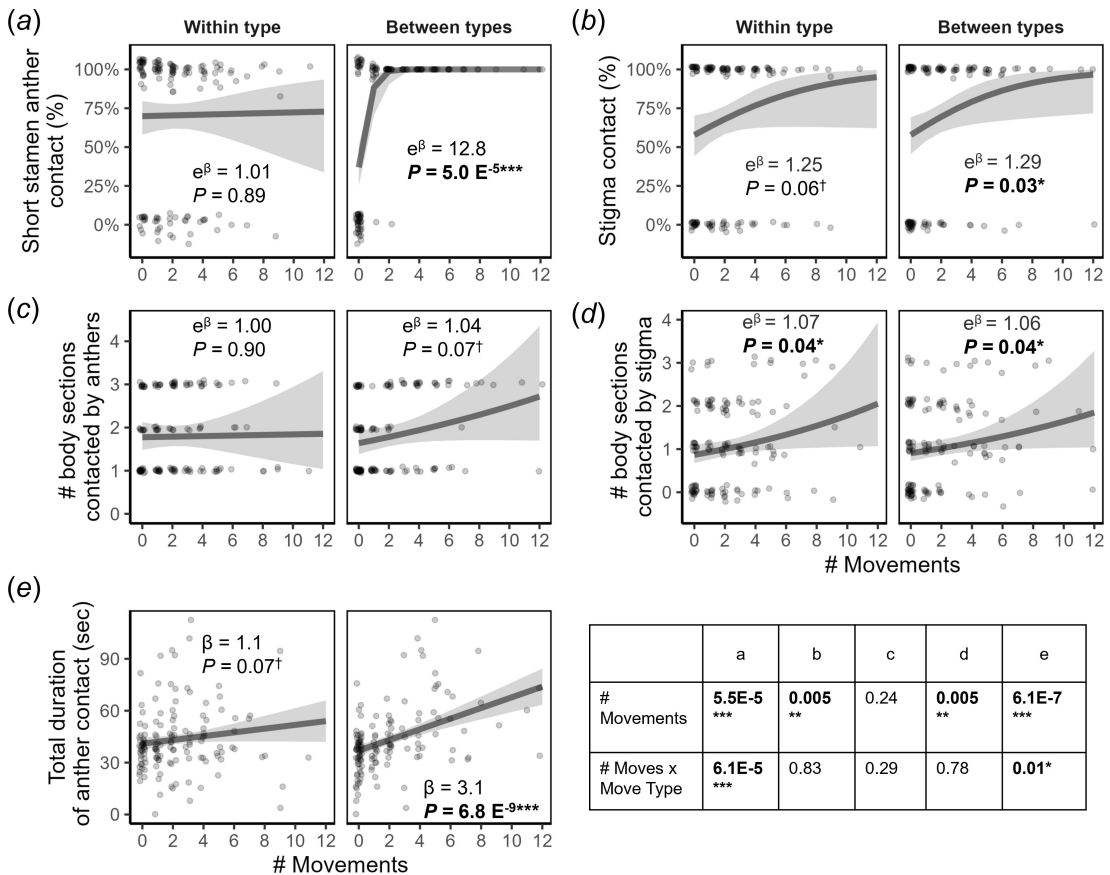 (a)
Within type
Between types
Short stamen anther
contact (%)
100%
75%
50%
25%
0%
e^β = 1.01
P = 0.89
e^β = 12.8
P = 5.0 E^-5***
0 2 4 6 8 10 12
0 2 4 6 8 10 12
(b)
Within type
Between types
Stigma contact (%)
100%
75%
50%
25%
0%
e^β = 1.25
P = 0.06†
e^β = 1.29
P = 0.03*
0 2 4 6 8 10 12
0 2 4 6 8 10 12
(c)
# body sections
contacted by anthers
4
3
2
1
0
e^β = 1.00
P = 0.90
e^β = 1.04
P = 0.07†
0 2 4 6 8 10 12
0 2 4 6 8 10 12
(d)
# body sections
contacted by stigma
4
3
2
1
0
e^β = 1.07
P = 0.04*
e^β = 1.06
P = 0.04*
0 2 4 6 8 10 12
0 2 4 6 8 10 12
# Movements
(e)
Total duration
of anther contact (sec)
90
60
30
0
β = 1.1
P = 0.07†
β = 3.1
P = 6.8 E^-9***
0 2 4 6 8 10 12
0 2 4 6 8 10 12
# Movements
a b c d e
# Movements 5.5E-5 *** 0.005 ** 0.24 0.005 ** 6.1E-7 ***
# Moves x Move Type 6.1E-5 *** 0.83 0.29 0.78 0.01*